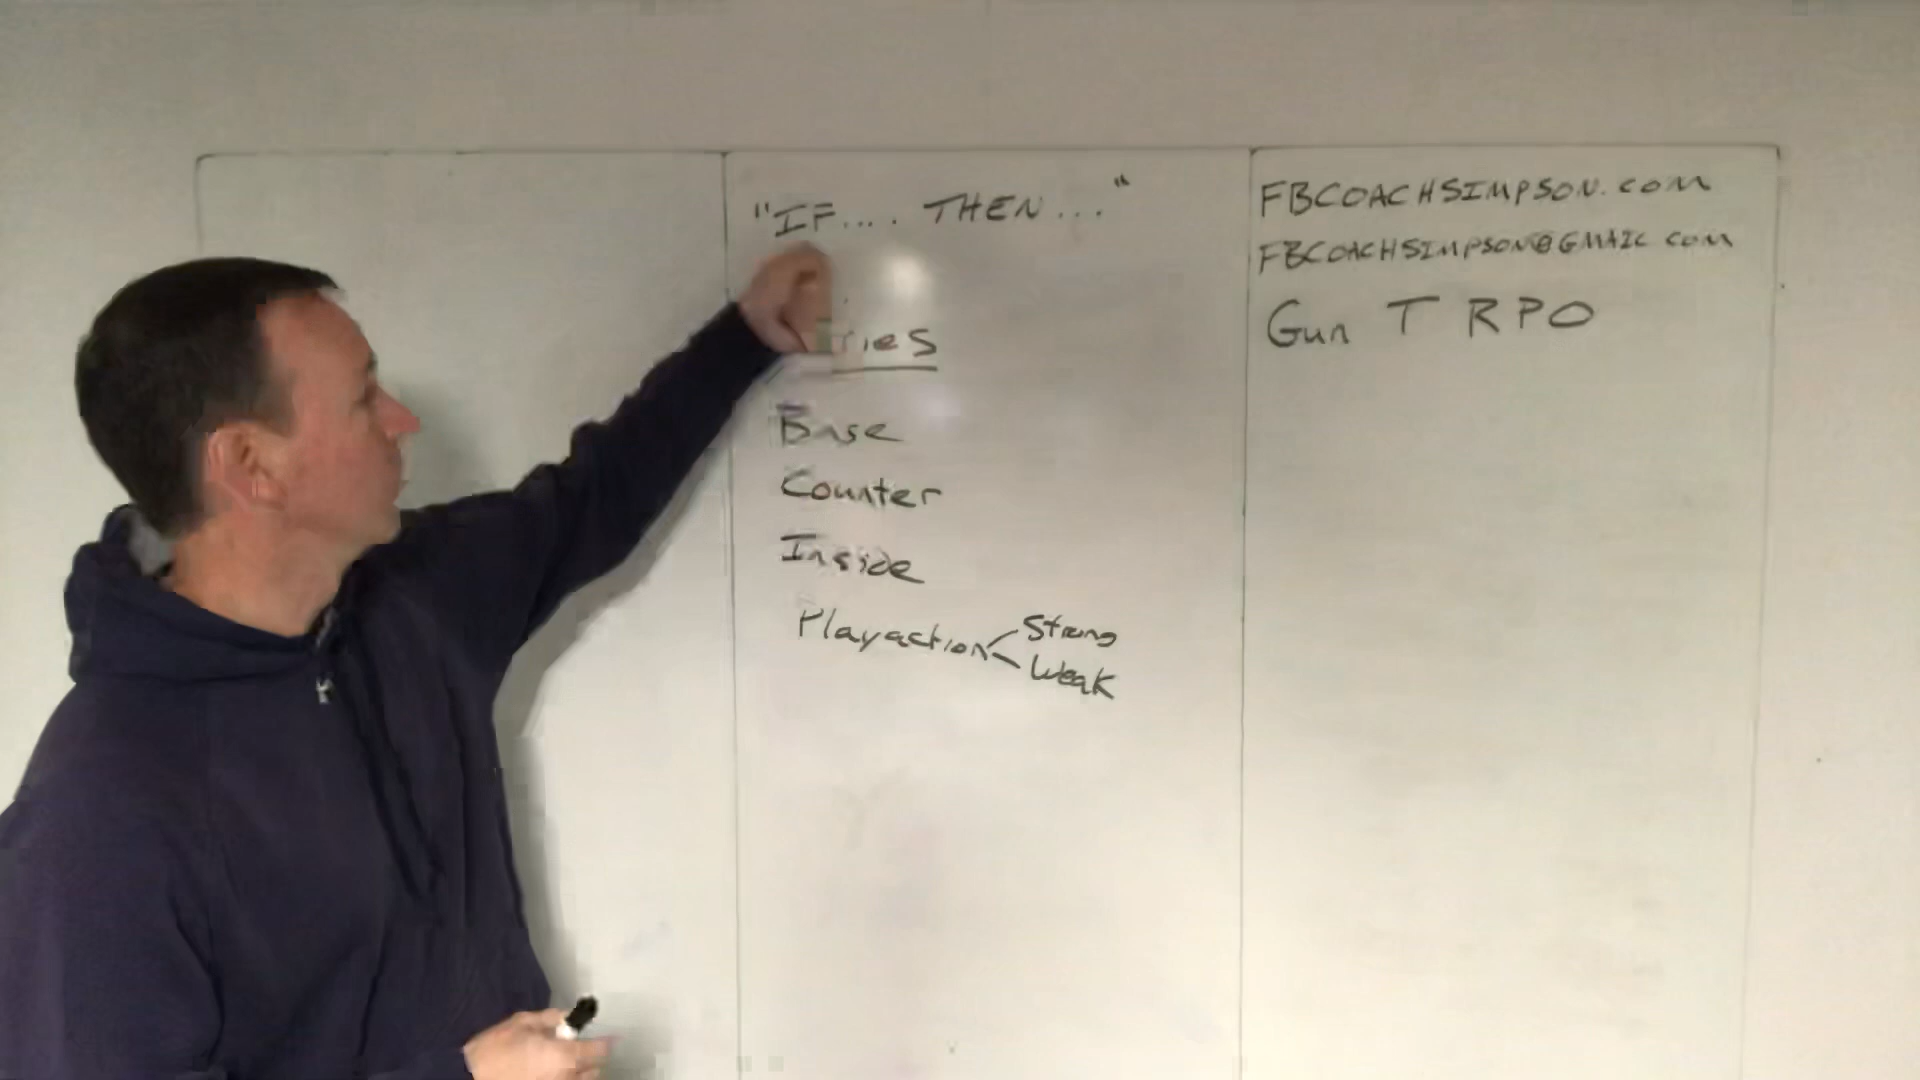 "IF.... THEN..."
Base
Counter
Inside
Playaction
Strong
Weak
FBCOACHSIMPSON.COM
FBCOACHSIMPSON@GMAIL COM
Gun T RPO